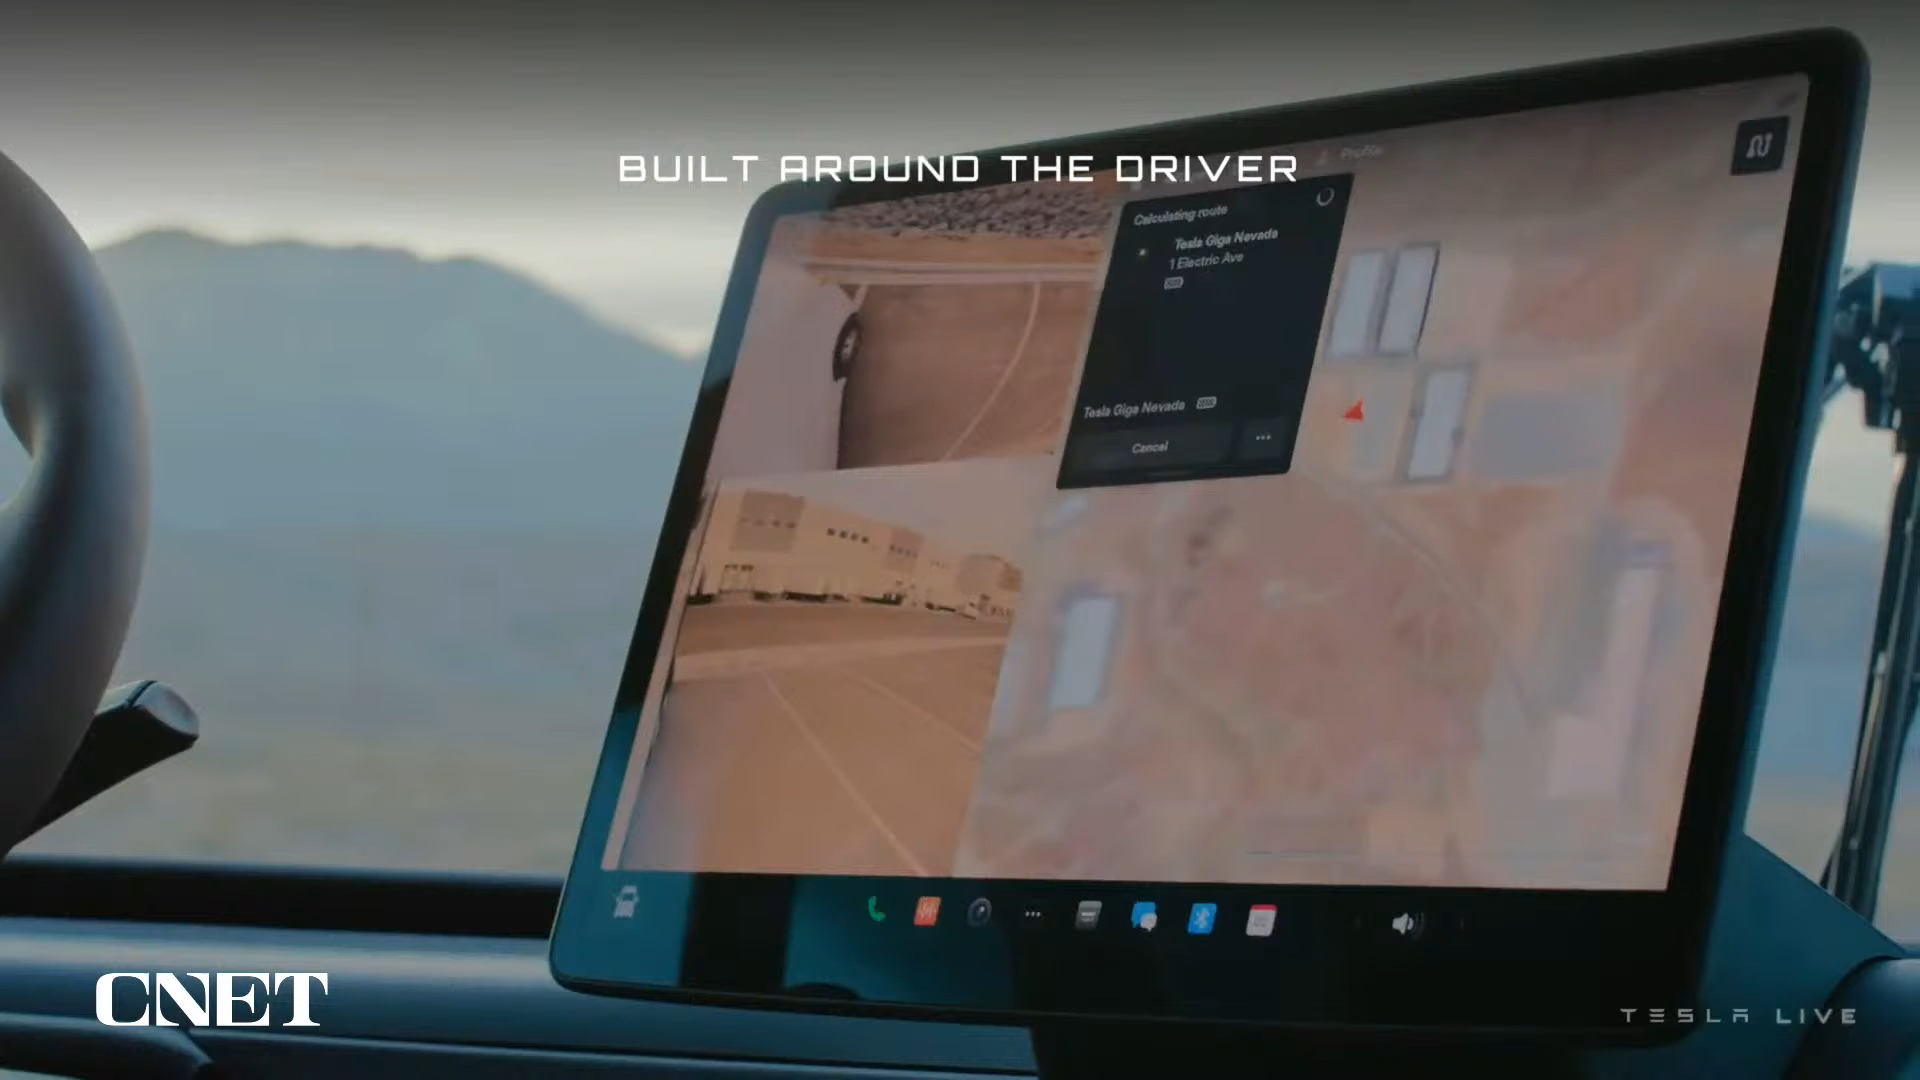 BUILT AROUND THE DRIVER
Profile
Calculating route
Tesla Giga Nevada
1 Electric Ave
Tesla Giga Nevada
Cancel
CNET
TESLA LIVE